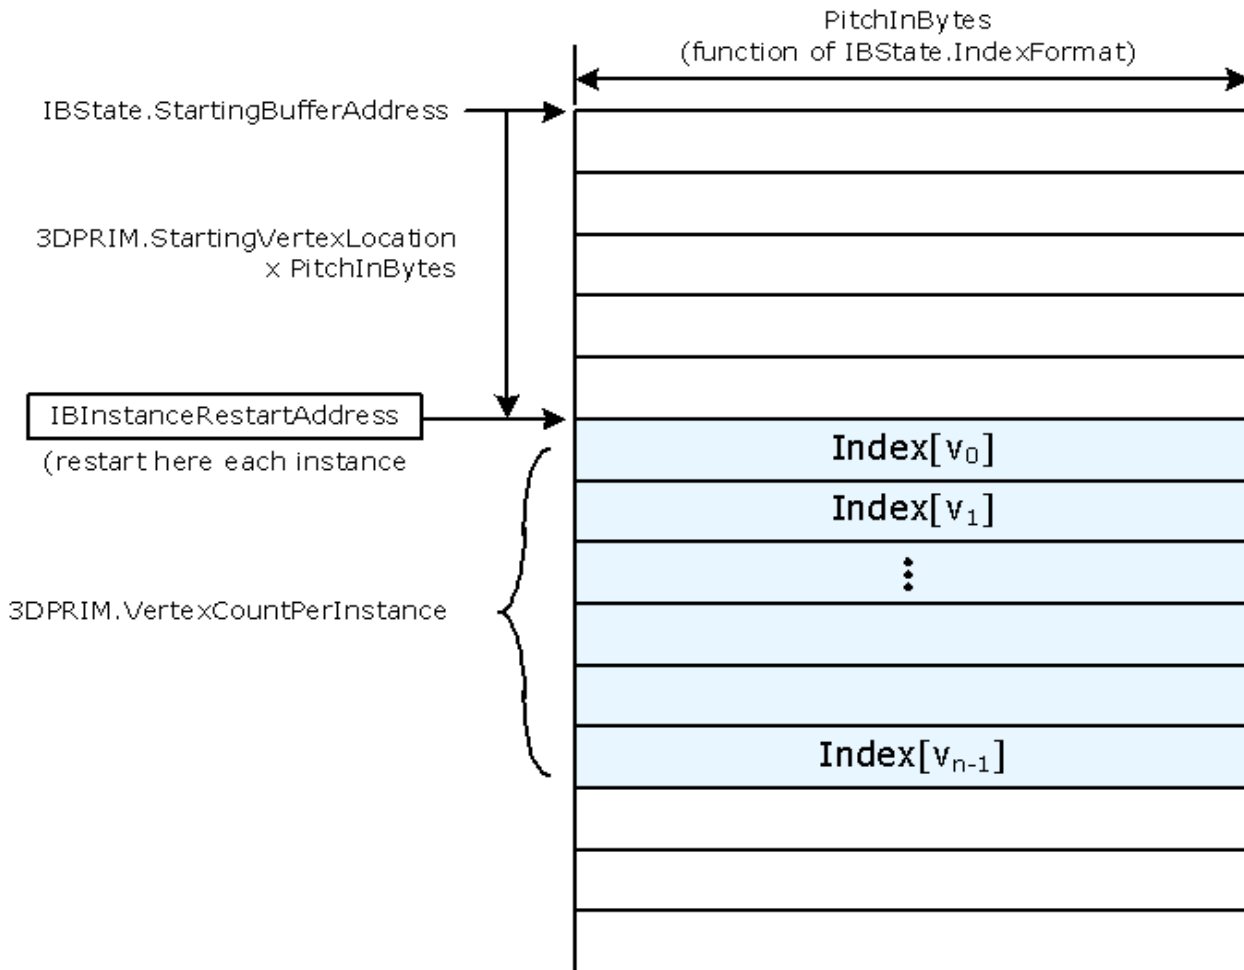 PitchInBytes
(function of IBState.IndexFormat)
IBState.StartingBufferAddress
3DPRIM.StartingVertexLocation
x PitchInBytes
IBInstanceRestartAddress
(restart here each instance
Index[v₀]
Index[v₁]
⋮
3DPRIM.VertexCountPerInstance
Index[vₙ₋₁]